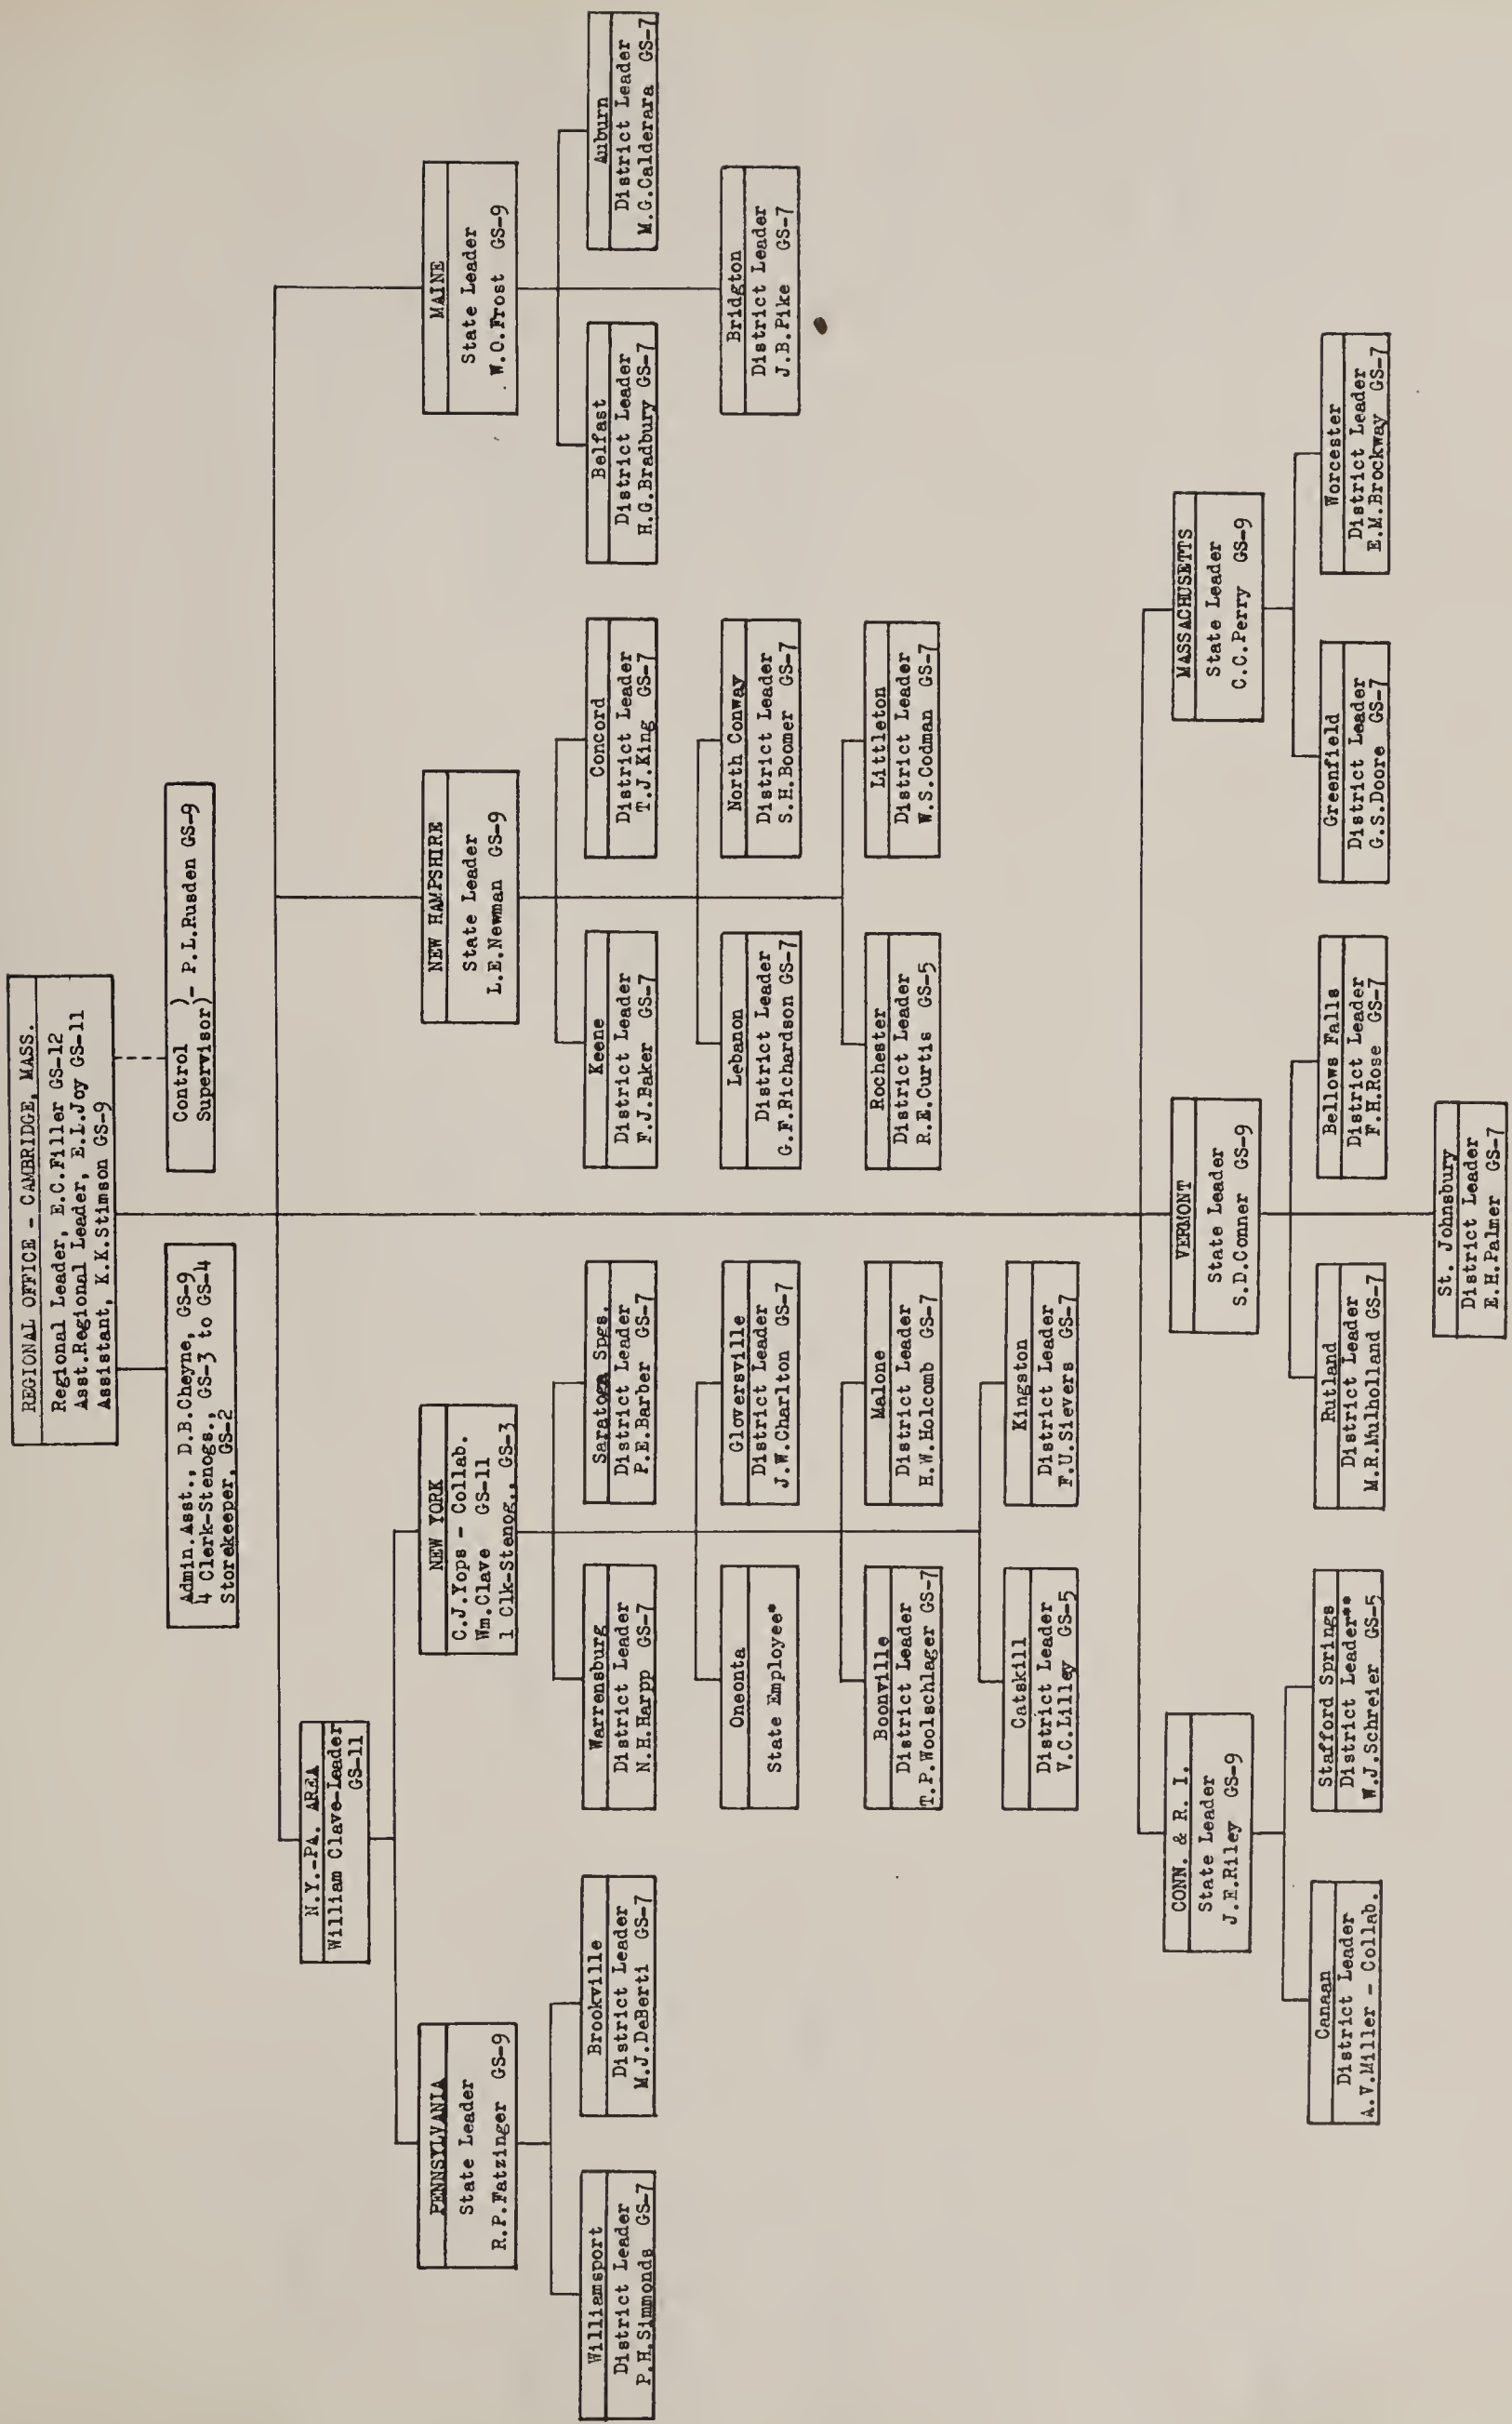 REGIONAL OFFICE - CAMBRIDGE, MASS.
Regional Leader, E.C.Filler GS-12
Asst.Regional Leader, E.L.Joy GS-11
Assistant, K.K.Stimson GS-9
Admin.Asst., D.B.Cheyne, GS-9
4 Clerk-Stenogs., GS-3 to GS-4
Storekeeper, GS-2
Control )
Supervisor)- P.L.Rusden GS-9
N.Y.-PA. AREA
William Clave-Leader
GS-11
PENNSYLVANIA
State Leader
R.P.Fatzinger GS-9
Williamsport
District Leader
P.H.Simmonds GS-7
Brookville
District Leader
M.J.DeBerti GS-7
NEW YORK
C.J.Yops - Collab.
Wm.Clave GS-11
1 Clk-Stenog., GS-3
Warrensburg
District Leader
N.H.Harpp GS-7
Saratoga Spgs.
District Leader
P.E.Barber GS-7
Oneonta
State Employee*
Gloversville
District Leader
J.W.Charlton GS-7
Boonville
District Leader
T.P.Woolschlager GS-7
Malone
District Leader
H.W.Holcomb GS-7
Catskill
District Leader
V.C.Lilley GS-5
Kingston
District Leader
F.U.Sievers GS-7
NEW HAMPSHIRE
State Leader
L.E.Newman GS-9
Keene
District Leader
F.J.Baker GS-7
Concord
District Leader
T.J.King GS-7
Lebanon
District Leader
G.F.Richardson GS-7
North Conway
District Leader
S.H.Boomer GS-7
Rochester
District Leader
R.E.Curtis GS-5
Littleton
District Leader
W.S.Codman GS-7
MAINE
State Leader
W.O.Frost GS-9
Belfast
District Leader
H.G.Bradbury GS-7
Auburn
District Leader
M.G.Calderara GS-7
Bridgton
District Leader
J.B.Pike GS-7
CONN. & R. I.
State Leader
J.E.Riley GS-9
Canaan
District Leader
A.V.Miller - Collab.
Stafford Springs
District Leader**
W.J.Schreier GS-5
VERMONT
State Leader
S.D.Conner GS-9
Rutland
District Leader
M.R.Mulholland GS-7
Bellows Falls
District Leader
F.H.Rose GS-7
St. Johnsbury
District Leader
E.H.Palmer GS-7
MASSACHUSETTS
State Leader
C.C.Perry GS-9
Greenfield
District Leader
G.S.Doore GS-7
Worcester
District Leader
E.M.Brockway GS-7